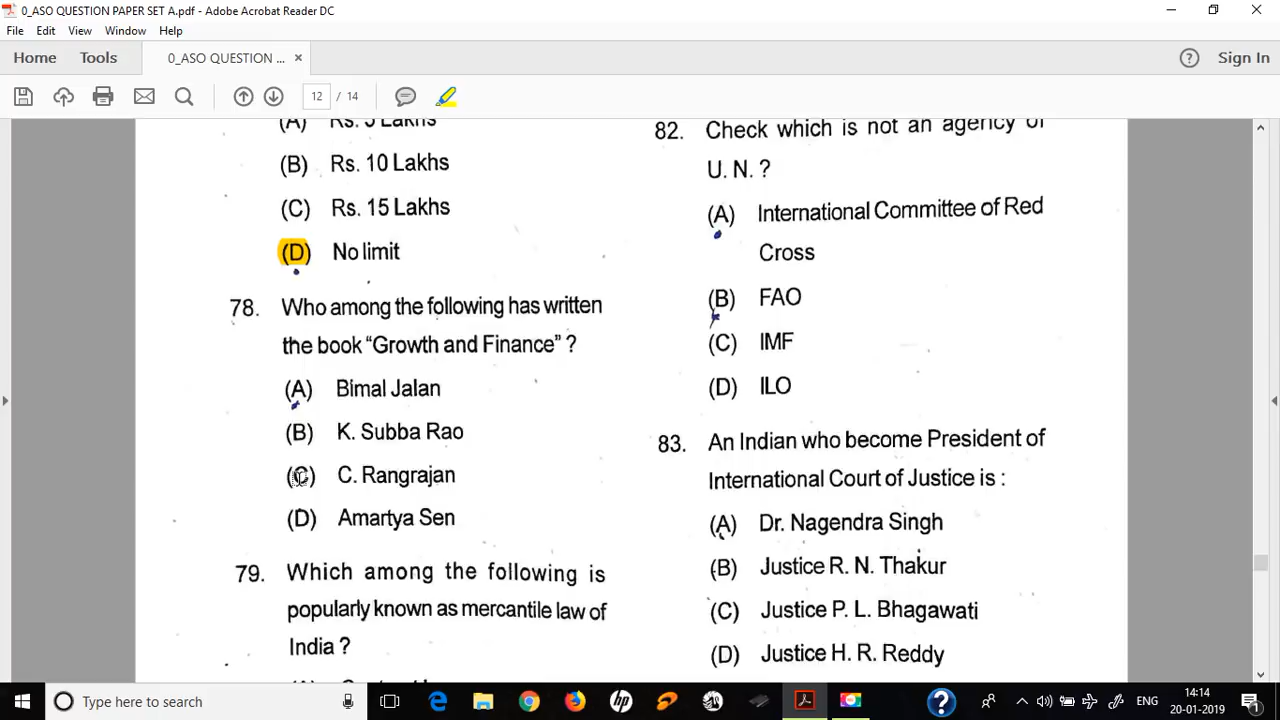 0_ASO QUESTION PAPER SET A.pdf - Adobe Acrobat Reader DC
File Edit View Window Help
Home Tools 0_ASO QUESTION ... × Sign In
12 / 14
(A) Rs. 5 Lakhs
(B) Rs. 10 Lakhs
(C) Rs. 15 Lakhs
(D) No limit
78. Who among the following has written
the book “Growth and Finance” ?
(A) Bimal Jalan
(B) K. Subba Rao
(C) C. Rangrajan
(D) Amartya Sen
79. Which among the following is
popularly known as mercantile law of
India ?
82. Check which is not an agency of
U. N. ?
(A) International Committee of Red
Cross
(B) FAO
(C) IMF
(D) ILO
83. An Indian who become President of
International Court of Justice is :
(A) Dr. Nagendra Singh
(B) Justice R. N. Thakur
(C) Justice P. L. Bhagawati
(D) Justice H. R. Reddy
Type here to search
hp
ENG
14:14
20-01-2019